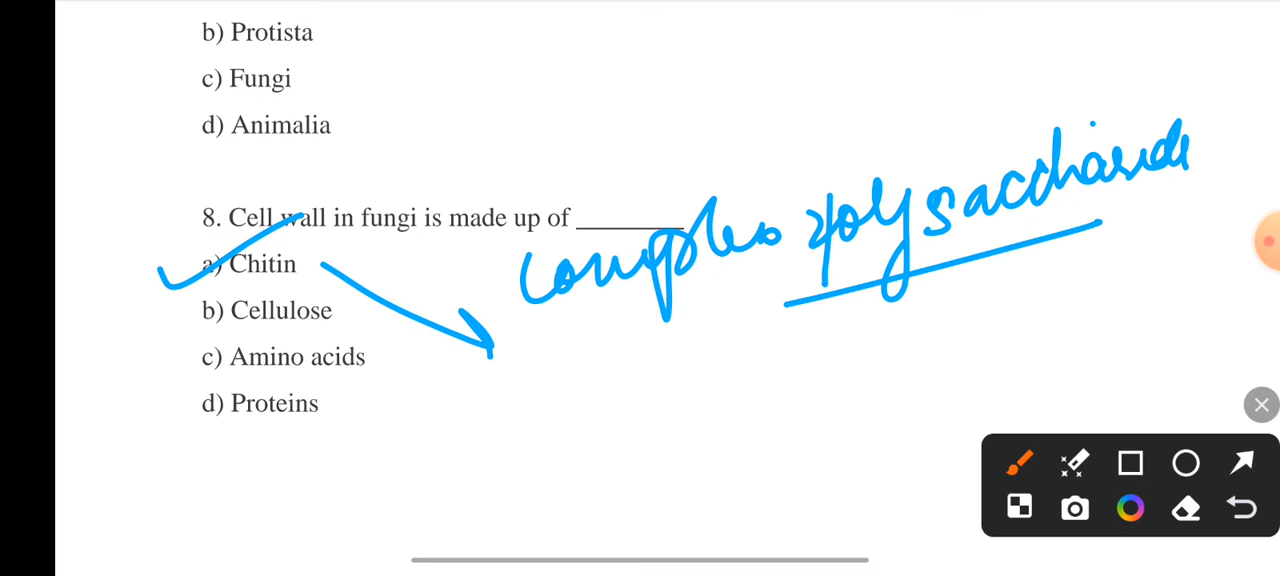 b) Protista
c) Fungi
d) Animalia
8. Cell wall in fungi is made up of ________
complex polysaccharide
a) Chitin
b) Cellulose
c) Amino acids
d) Proteins